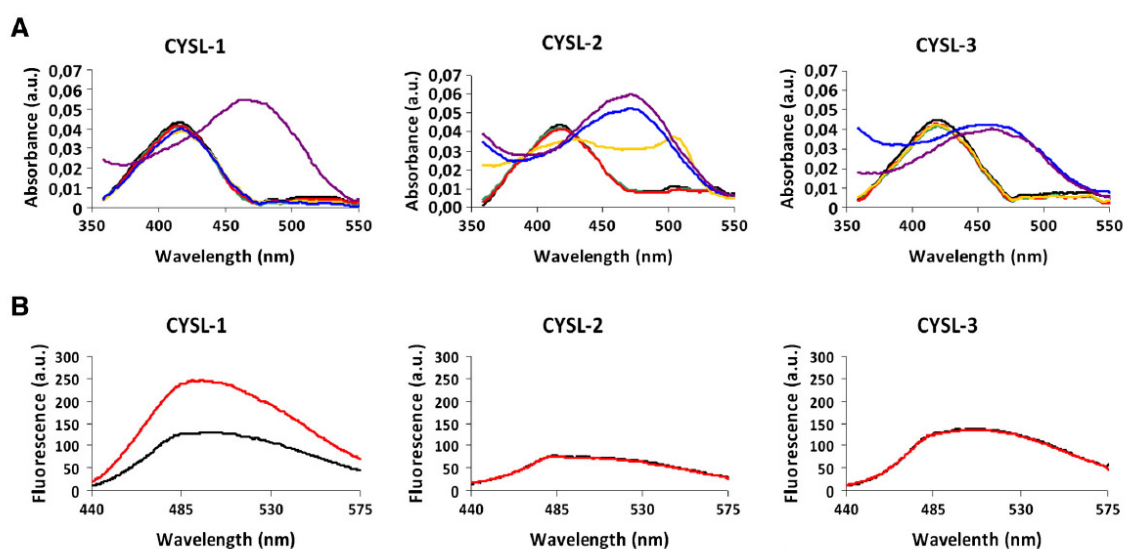 A
CYSL-1
Absorbance (a.u.)
0,07
0,06
0,05
0,04
0,03
0,02
0,01
0
350 400 450 500 550
Wavelength (nm)
CYSL-2
Absorbance (a.u.)
0,07
0,06
0,05
0,04
0,03
0,02
0,01
0,00
350 400 450 500 550
Wavelength (nm)
CYSL-3
Absorbance (a.u.)
0,07
0,06
0,05
0,04
0,03
0,02
0,01
0
350 400 450 500 550
Wavelength (nm)
B
CYSL-1
Fluorescence (a.u.)
300
250
200
150
100
50
0
440 485 530 575
Wavelength (nm)
CYSL-2
Fluorescence (a.u.)
300
250
200
150
100
50
0
440 485 530 575
Wavelength (nm)
CYSL-3
Fluorescence (a.u.)
300
250
200
150
100
50
0
440 485 530 575
Wavelenth (nm)